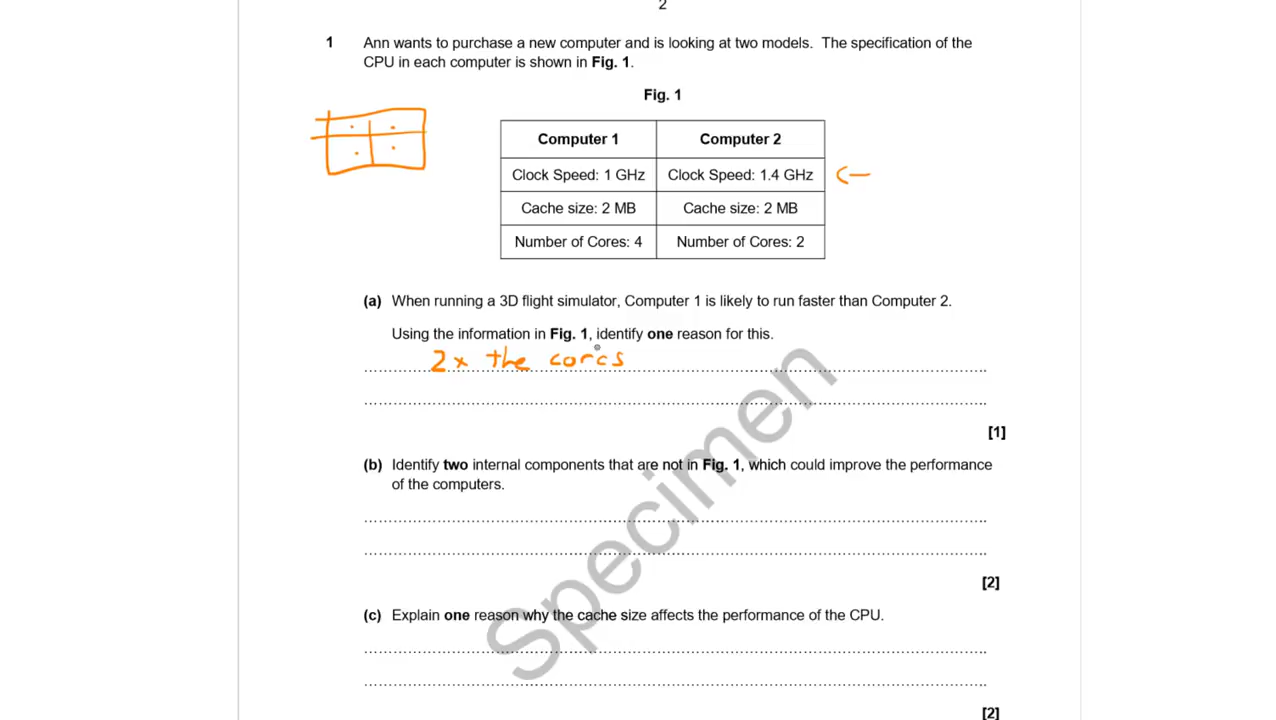 2
1 Ann wants to purchase a new computer and is looking at two models. The specification of the
CPU in each computer is shown in Fig. 1.
Fig. 1
Computer 1 Computer 2
Clock Speed: 1 GHz Clock Speed: 1.4 GHz
Cache size: 2 MB Cache size: 2 MB
Number of Cores: 4 Number of Cores: 2
(a) When running a 3D flight simulator, Computer 1 is likely to run faster than Computer 2.
Using the information in Fig. 1, identify one reason for this.
2x the cores
[1]
(b) Identify two internal components that are not in Fig. 1, which could improve the performance
of the computers.
[2]
(c) Explain one reason why the cache size affects the performance of the CPU.
[2]
Specimen